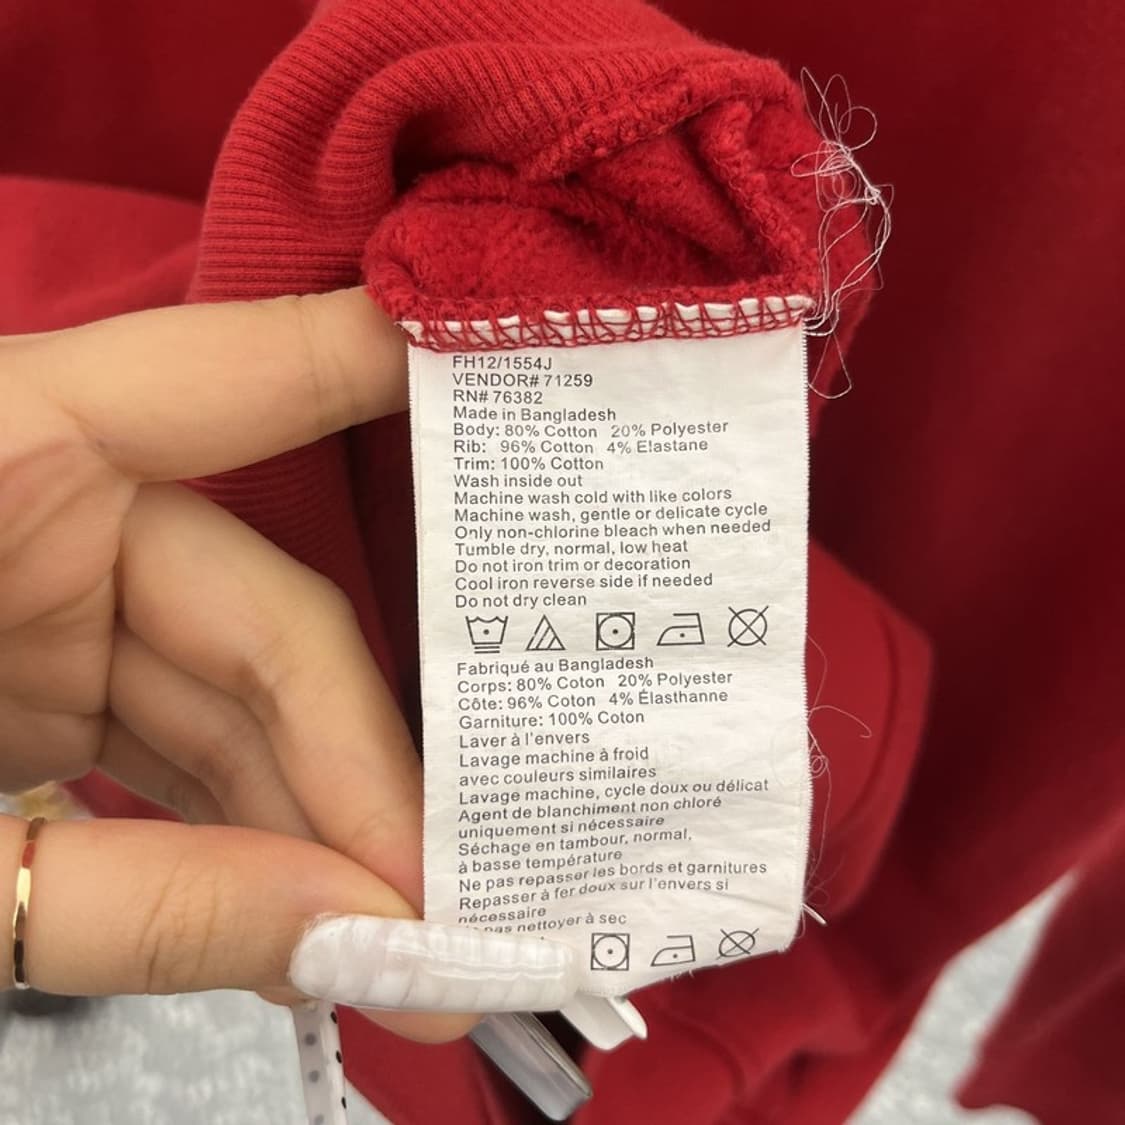 FH12/1554J
VENDOR# 71259
RN# 76382
Made in Bangladesh
Body: 80% Cotton 20% Polyester
Rib: 96% Cotton 4% Elastane
Trim: 100% Cotton
Wash inside out
Machine wash cold with like colors
Machine wash, gentle or delicate cycle
Only non-chlorine bleach when needed
Tumble dry, normal, low heat
Do not iron trim or decoration
Cool iron reverse side if needed
Do not dry clean
Fabriqué au Bangladesh
Corps: 80% Coton 20% Polyester
Côte: 96% Coton 4% Élasthanne
Garniture: 100% Coton
Laver à l'envers
Lavage machine à froid
avec couleurs similaires
Lavage machine, cycle doux ou délicat
Agent de blanchiment non chloré
uniquement si nécessaire
Séchage en tambour, normal,
à basse température
Ne pas repasser les bords et garnitures
Repasser à fer doux sur l'envers si
nécessaire
pas nettoyer à sec